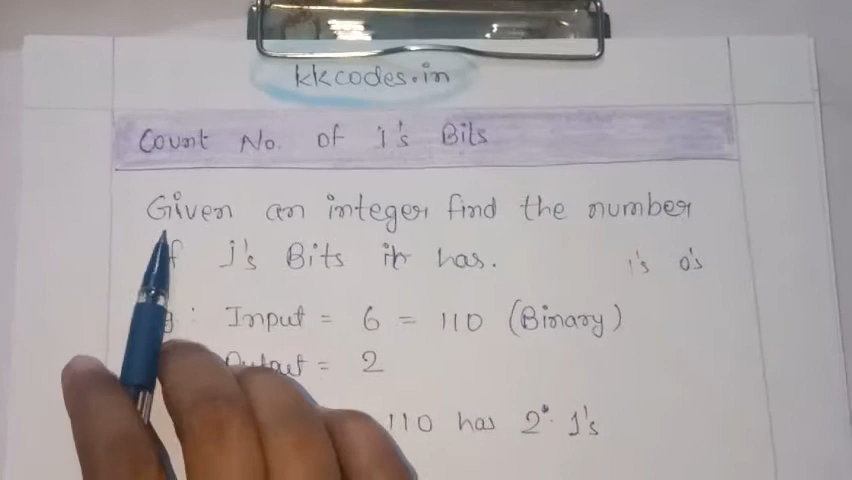 kkcodes.in
Count No. of 1's Bits
Given an integer find the number
1's Bits it has.
1's 0's
Input = 6 = 110 (Binary)
Output = 2
110 has 2 1's